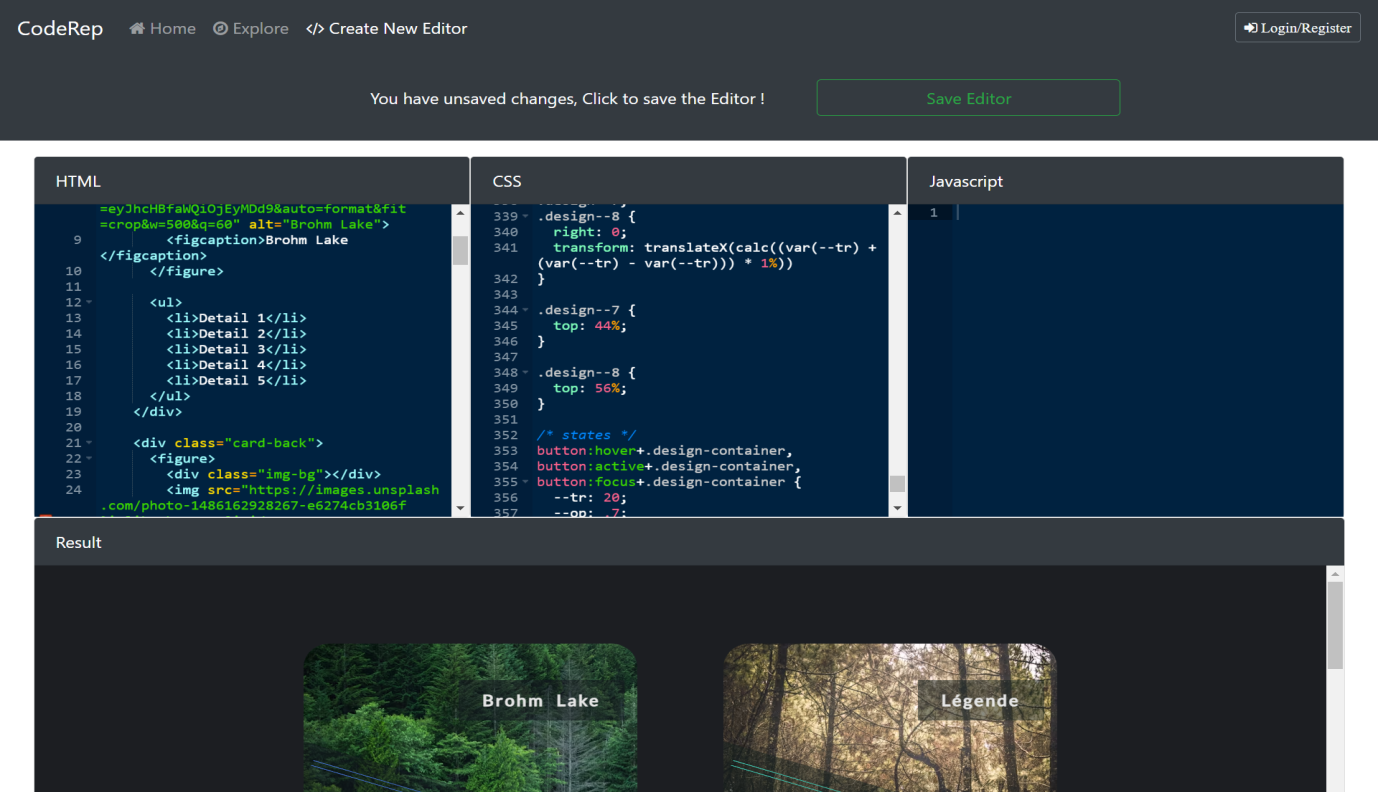 CodeRep Home Explore </> Create New Editor Login/Register
You have unsaved changes, Click to save the Editor ! Save Editor
HTML
=eyJhcHBfaWQiOjEyMDd9&auto=format&fit
=crop&w=500&q=60" alt="Brohm Lake">
9 <figcaption>Brohm Lake
</figcaption>
10 </figure>
11
12 <ul>
13 <li>Detail 1</li>
14 <li>Detail 2</li>
15 <li>Detail 3</li>
16 <li>Detail 4</li>
17 <li>Detail 5</li>
18 </ul>
19 </div>
20
21 <div class="card-back">
22 <figure>
23 <div class="img-bg"></div>
24 <img src="https://images.unsplash
.com/photo-1486162928267-e6274cb3106f
CSS
339 .design--8 {
340 right: 0;
341 transform: translateX(calc((var(--tr) +
(var(--tr) - var(--tr))) * 1%))
342 }
343
344 .design--7 {
345 top: 44%;
346 }
347
348 .design--8 {
349 top: 56%;
350 }
351
352 /* states */
353 button:hover+.design-container,
354 button:active+.design-container,
355 button:focus+.design-container {
356 --tr: 20;
357 --op: .7;
Javascript
1
Result
Brohm Lake
Légende